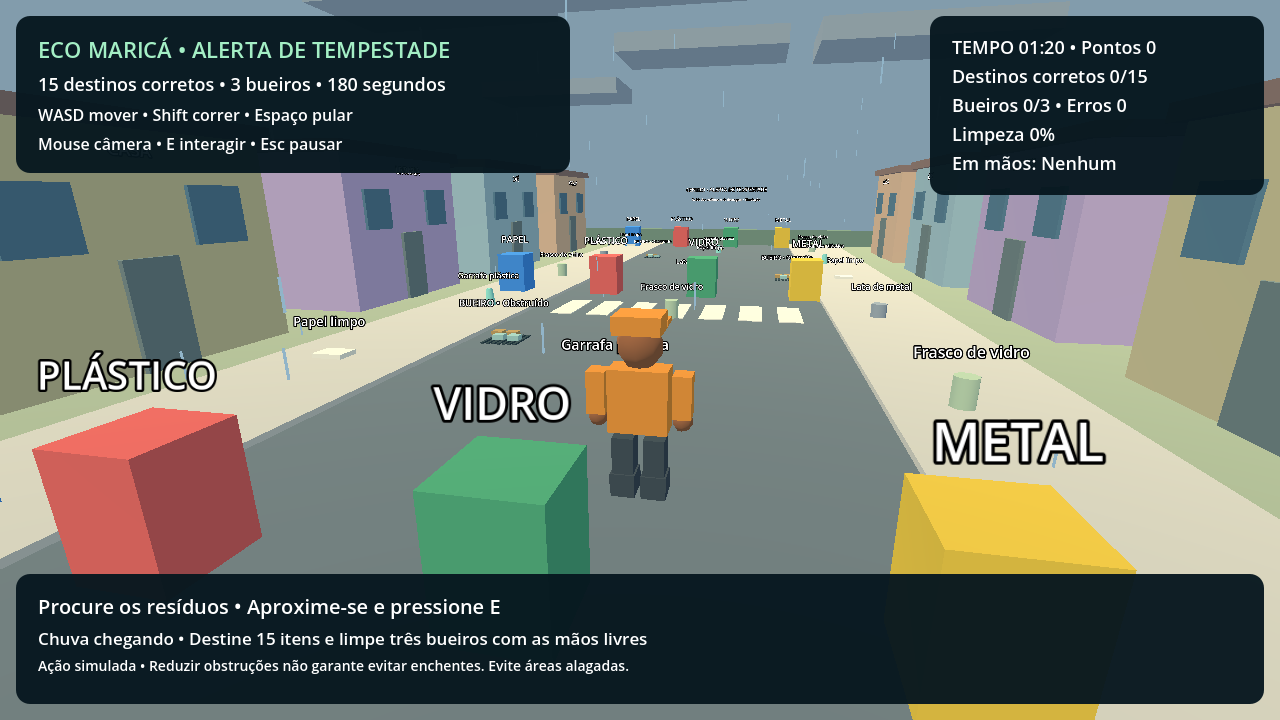 ECO MARICÁ • ALERTA DE TEMPESTADE
15 destinos corretos • 3 bueiros • 180 segundos
WASD mover • Shift correr • Espaço pular
Mouse câmera • E interagir • Esc pausar
TEMPO 01:20 • Pontos 0
Destinos corretos 0/15
Bueiros 0/3 • Erros 0
Limpeza 0%
Em mãos: Nenhum
PAPEL
PLÁSTICO
VIDRO
METAL
Garrafa plástica
Frasco de vidro
Lata de metal
BUEIRO • Obstruído
Papel limpo
Papel limpo
Garrafa
Frasco de vidro
PLÁSTICO
VIDRO
METAL
Procure os resíduos • Aproxime-se e pressione E
Chuva chegando • Destine 15 itens e limpe três bueiros com as mãos livres
Ação simulada • Reduzir obstruções não garante evitar enchentes. Evite áreas alagadas.